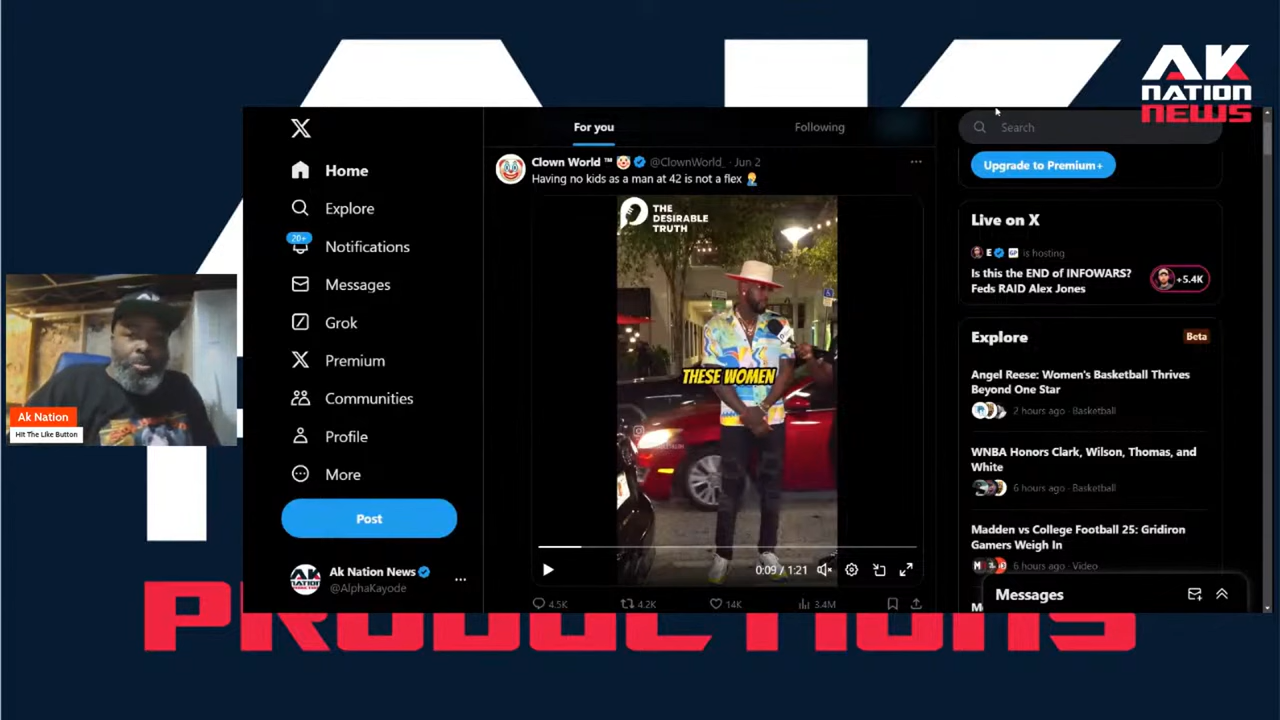 AK
NATION
NEWS
PRODUCTIONS
Ak Nation
Hit The Like Button
Home
Explore
20+
Notifications
Messages
Grok
Premium
Communities
Profile
More
Post
Ak Nation News
@AlphaKayode
For you
Following
Clown World ™ 🤡 @ClownWorld_ · Jun 2
Having no kids as a man at 42 is not a flex 🤦‍♂️
THE
DESIRABLE
TRUTH
THESE WOMEN
0:09 / 1:21
4.5K
4.2K
14K
3.4M
Search
Upgrade to Premium+
Live on X
E is hosting
Is this the END of INFOWARS?
Feds RAID Alex Jones
+5.4K
Explore
Beta
Angel Reese: Women's Basketball Thrives
Beyond One Star
2 hours ago · Basketball
WNBA Honors Clark, Wilson, Thomas, and
White
6 hours ago · Basketball
Madden vs College Football 25: Gridiron
Gamers Weigh In
6 hours ago · Video
Messages